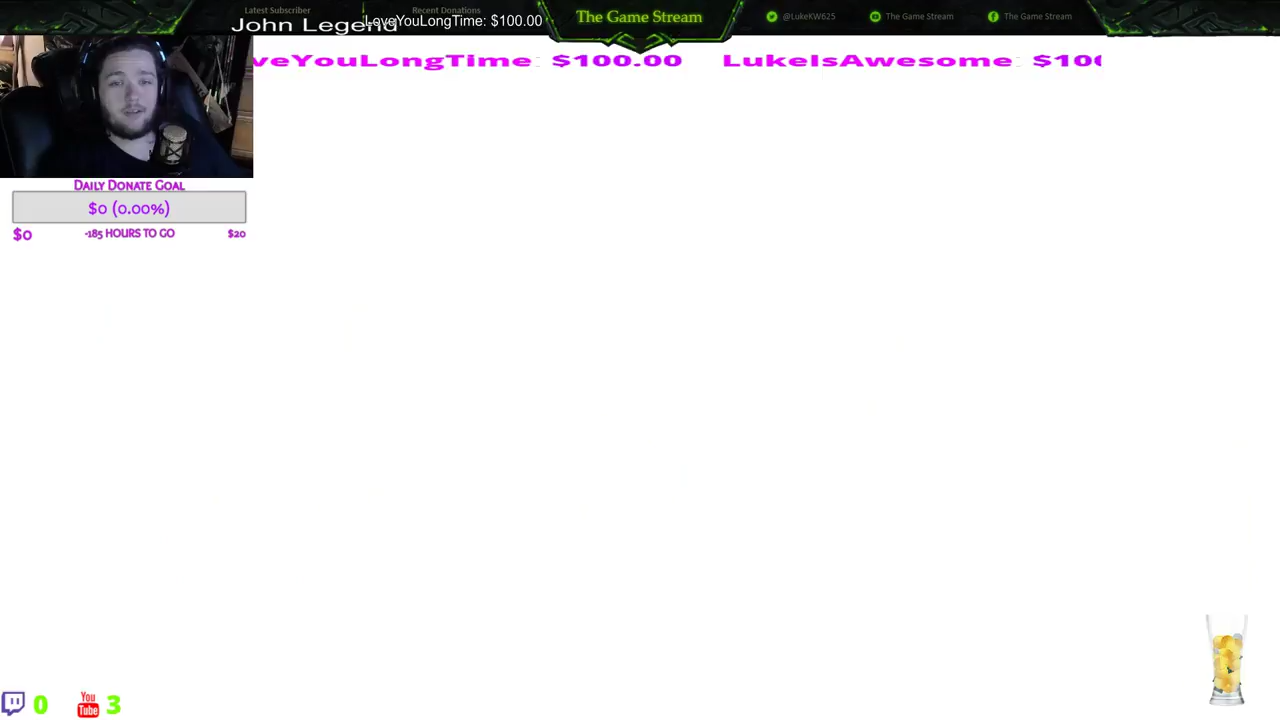 Latest Subscriber
John Legend
Recent Donations
LoveYouLongTime: $100.00
The Game Stream
@LukeKW625
The Game Stream
The Game Stream
veYouLongTime: $100.00 LukeIsAwesome: $10
Daily Donate Goal
$0 (0.00%)
$0 -185 HOURS TO GO $20
0 You Tube 3